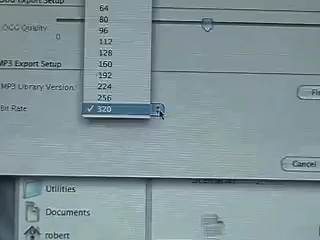 OGG Export Setup
64
80
OGG Quality
96
0
112
128
MP3 Export Setup
160
192
MP3 Library Version:
224
256
Bit Rate
✓ 320
Cancel
Utilities
Documents
robert